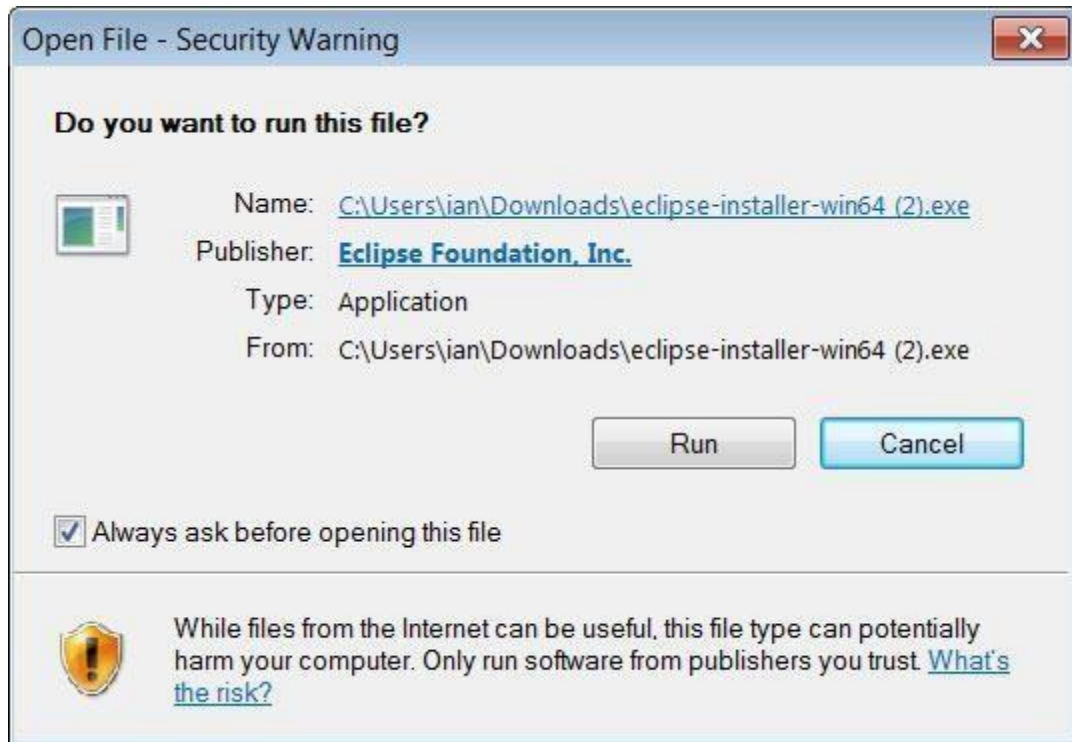 Open File - Security Warning
Do you want to run this file?
Name: C:\Users\ian\Downloads\eclipse-installer-win64 (2).exe
Publisher: Eclipse Foundation, Inc.
Type: Application
From: C:\Users\ian\Downloads\eclipse-installer-win64 (2).exe
Run Cancel
Always ask before opening this file
While files from the Internet can be useful, this file type can potentially
harm your computer. Only run software from publishers you trust. What's
the risk?